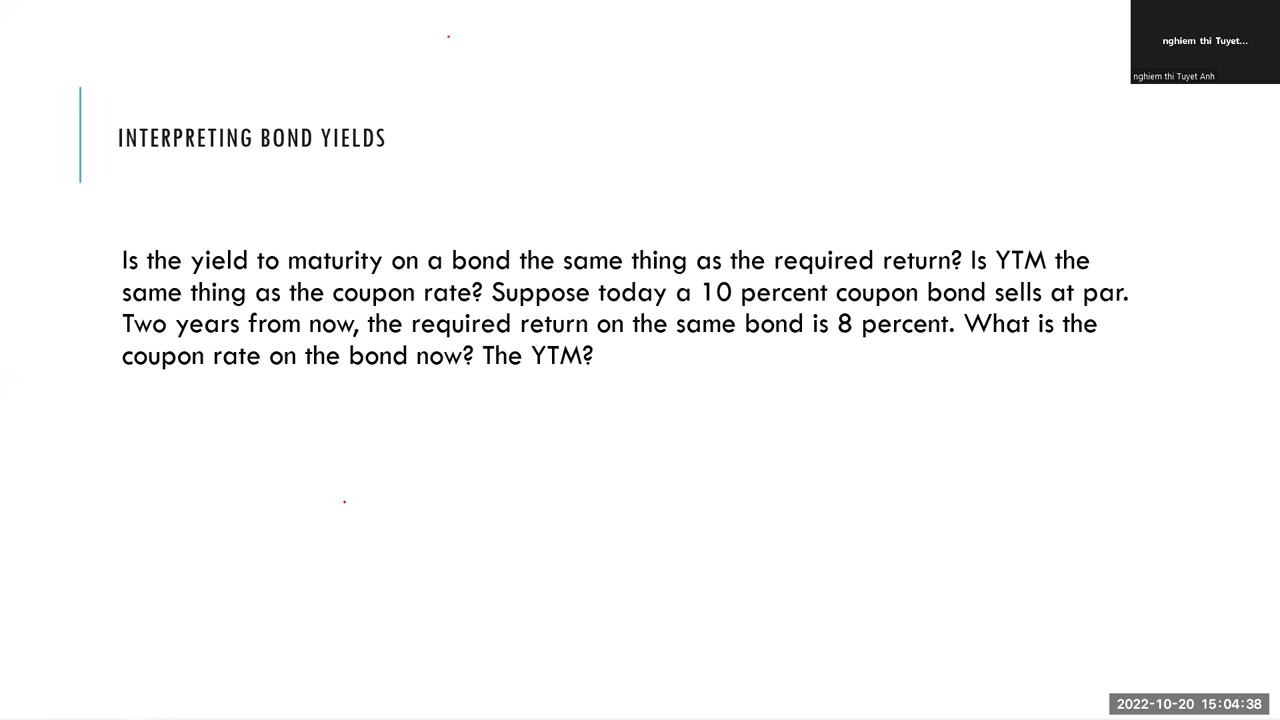 nghiem thi Tuyet...
nghiem thi Tuyet Anh
INTERPRETING BOND YIELDS
Is the yield to maturity on a bond the same thing as the required return? Is YTM the
same thing as the coupon rate? Suppose today a 10 percent coupon bond sells at par.
Two years from now, the required return on the same bond is 8 percent. What is the
coupon rate on the bond now? The YTM?
2022-10-20 15:04:38